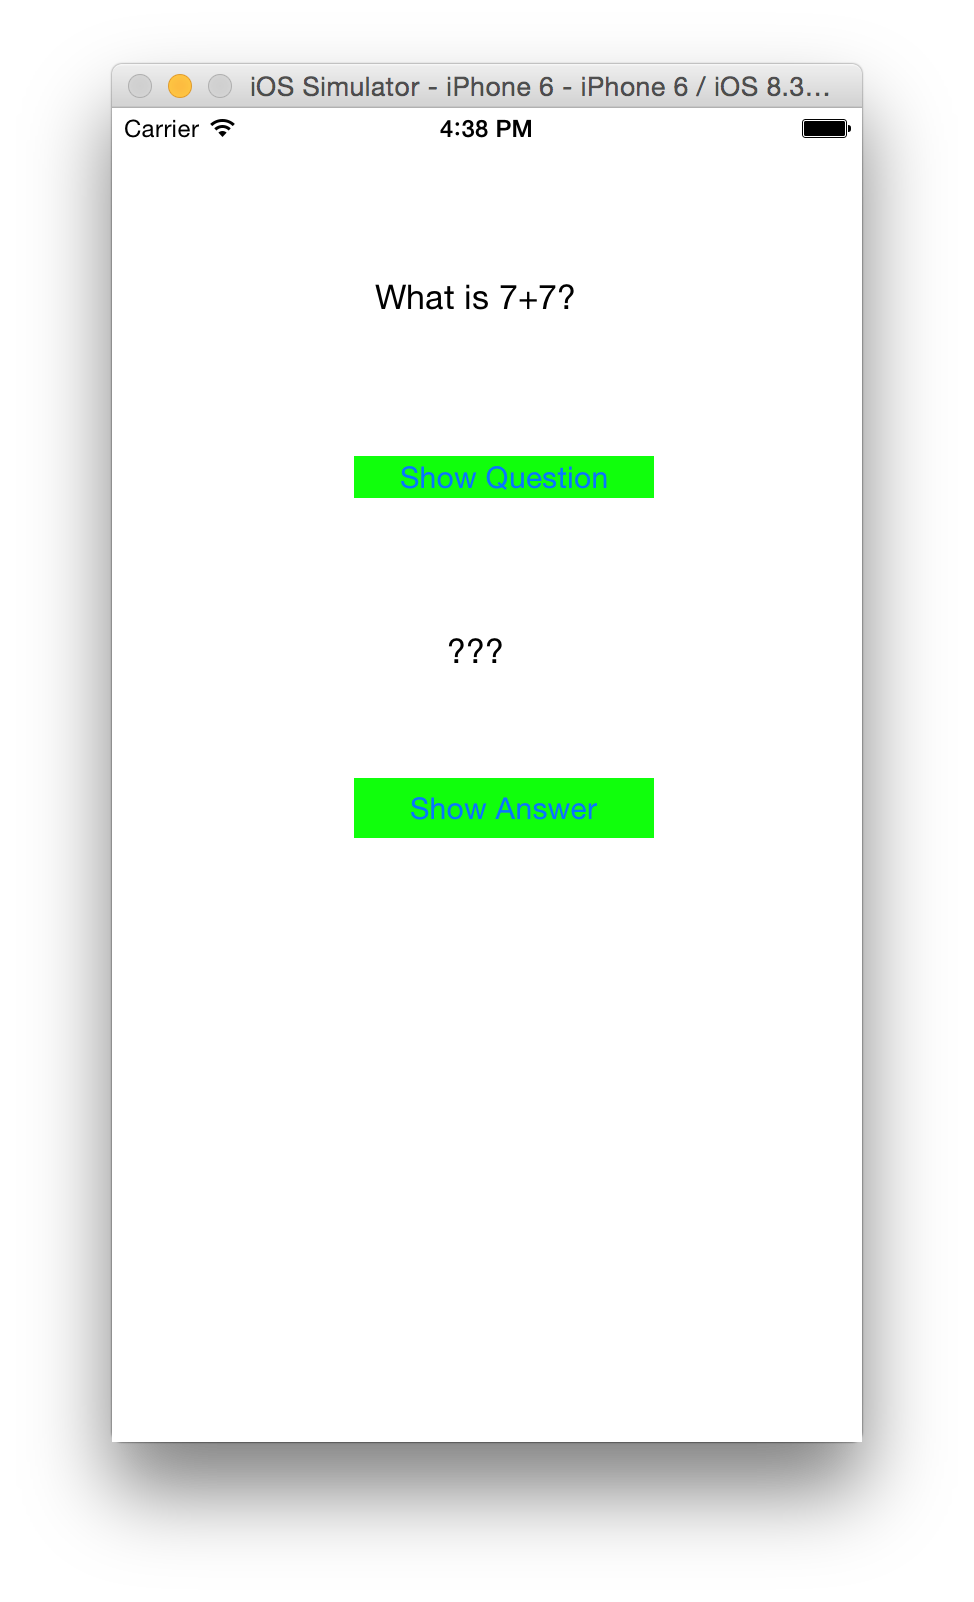 iOS Simulator - iPhone 6 - iPhone 6 / iOS 8.3...
Carrier 4:38 PM
What is 7+7?
Show Question
???
Show Answer